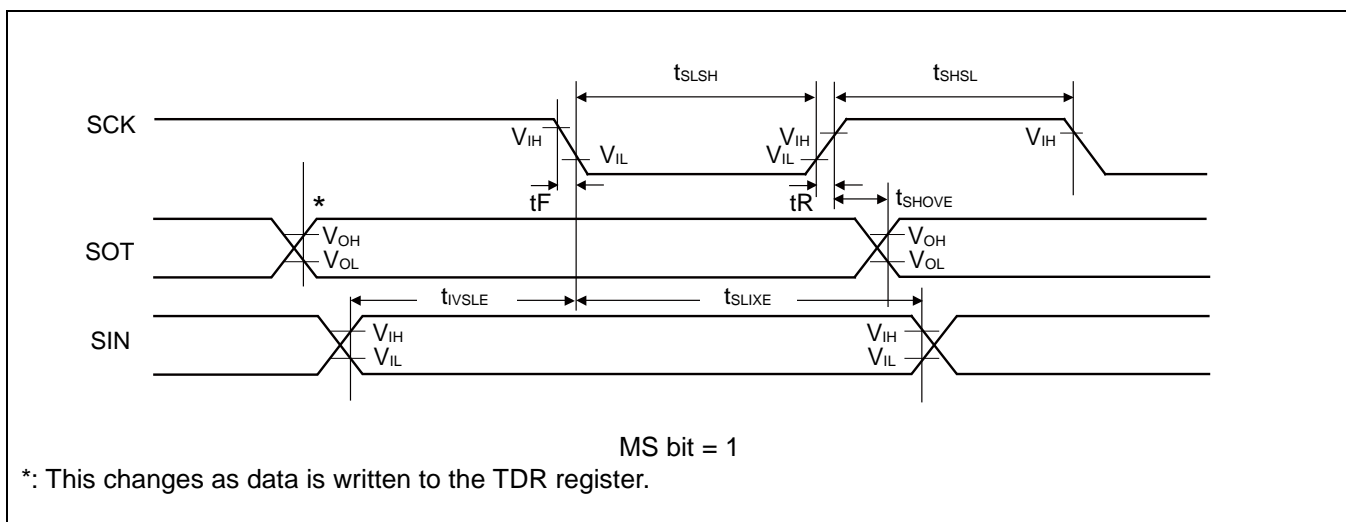 tSLSH tSHSL
SCK
VIH VIL VIH VIL VIH
tF tR tSHOVE
*
SOT
VOH VOL VOH VOL
tIVSLE tSLIXE
SIN
VIH VIL VIH VIL
MS bit = 1
*: This changes as data is written to the TDR register.